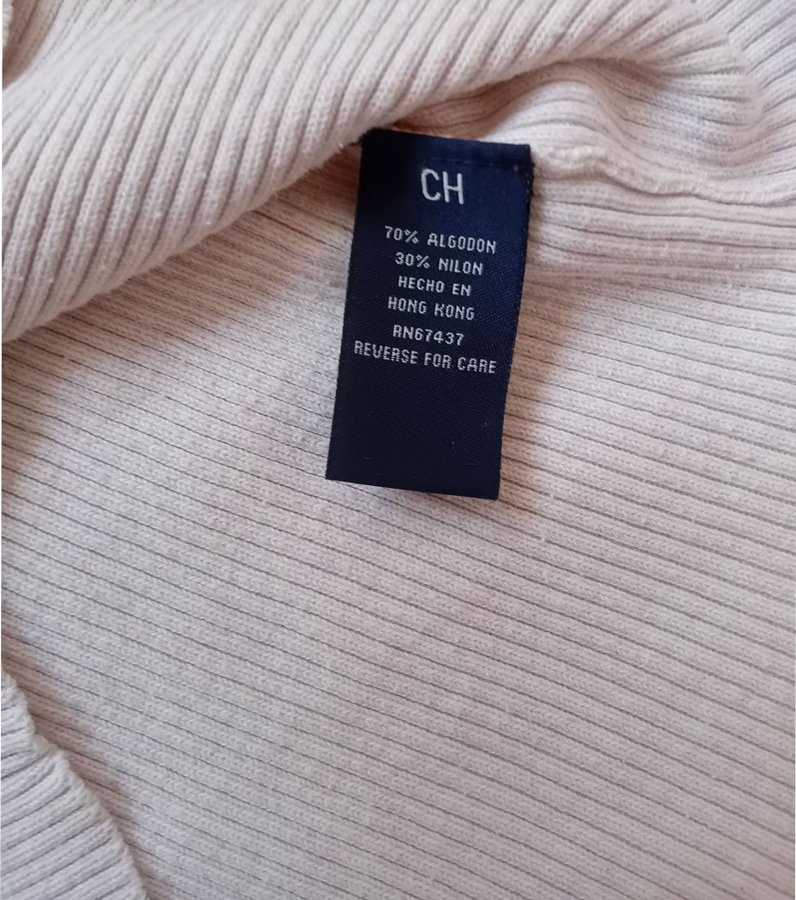 CH
70% ALGODON
30% NILON
HECHO EN
HONG KONG
RN67437
REVERSE FOR CARE